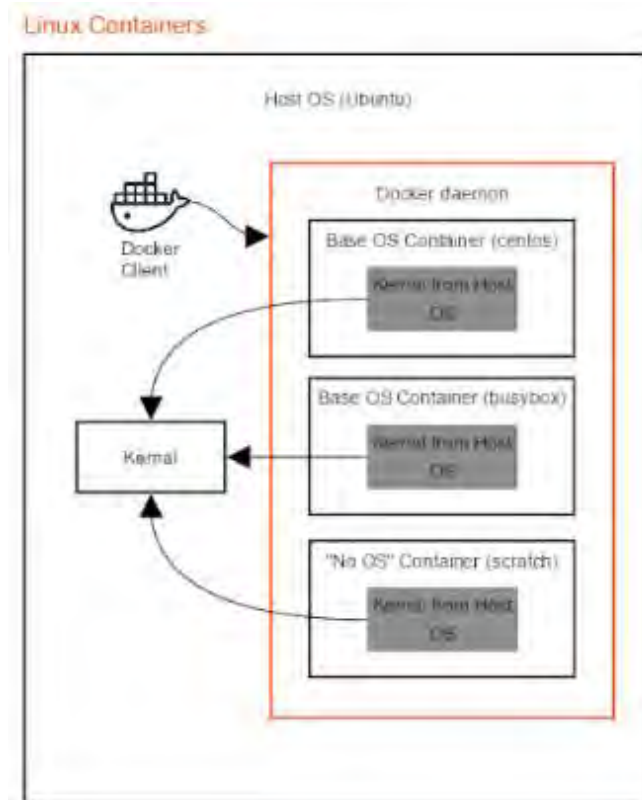 Linux Containers
Host OS (Ubuntu)
Docker daemon
Docker
Client
Base OS Container (centos)
Kernal from Host
OS
Base OS Container (busybox)
Kernal from Host
OS
Kernal
"No OS" Container (scratch)
Kernal from Host
OS